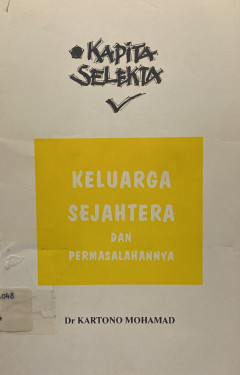 KAPITA
SELEKTA
KELUARGA
SEJAHTERA
DAN
PERMASALAHANNYA
Dr KARTONO MOHAMAD